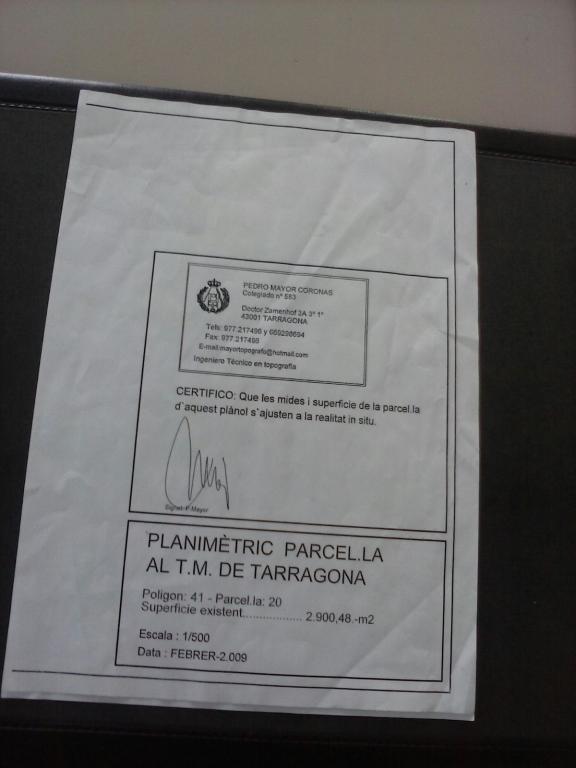 PEDRO MAYOR CORONAS
Colegiado nº 583
Doctor Zamenhof 3A 3º 1ª
43001 TARRAGONA
Tels: 977 217498 y 669298694
Fax: 977 217498
E-mail:mayortopografo@hotmail.com
Ingeniero Técnico en topografía
CERTIFICO: Que les mides i superficie de la parcel.la
d`aquest plànol s`ajusten a la realitat in situ.
Signat: P.Mayor
PLANIMÈTRIC PARCEL.LA
AL T.M. DE TARRAGONA
Poligon: 41 - Parcel.la: 20
Superficie existent.................. 2.900,48.-m2
Escala : 1/500
Data : FEBRER-2.009